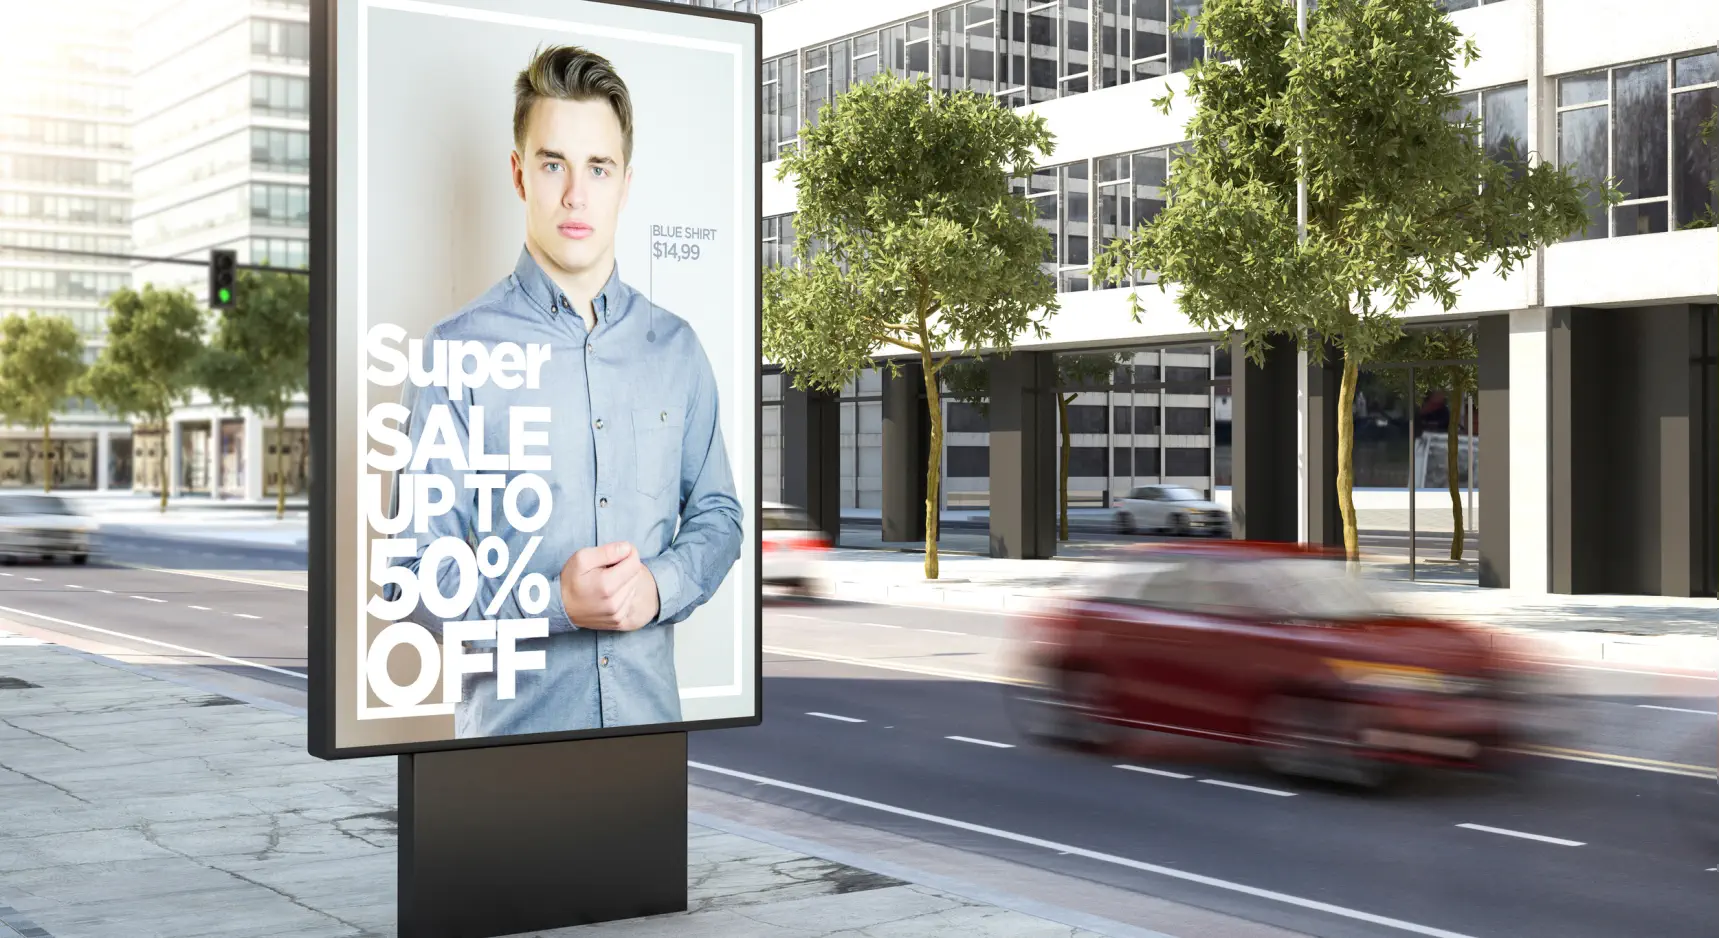 BLUE SHIRT
$14,99
Super
SALE
UP TO
50%
OFF